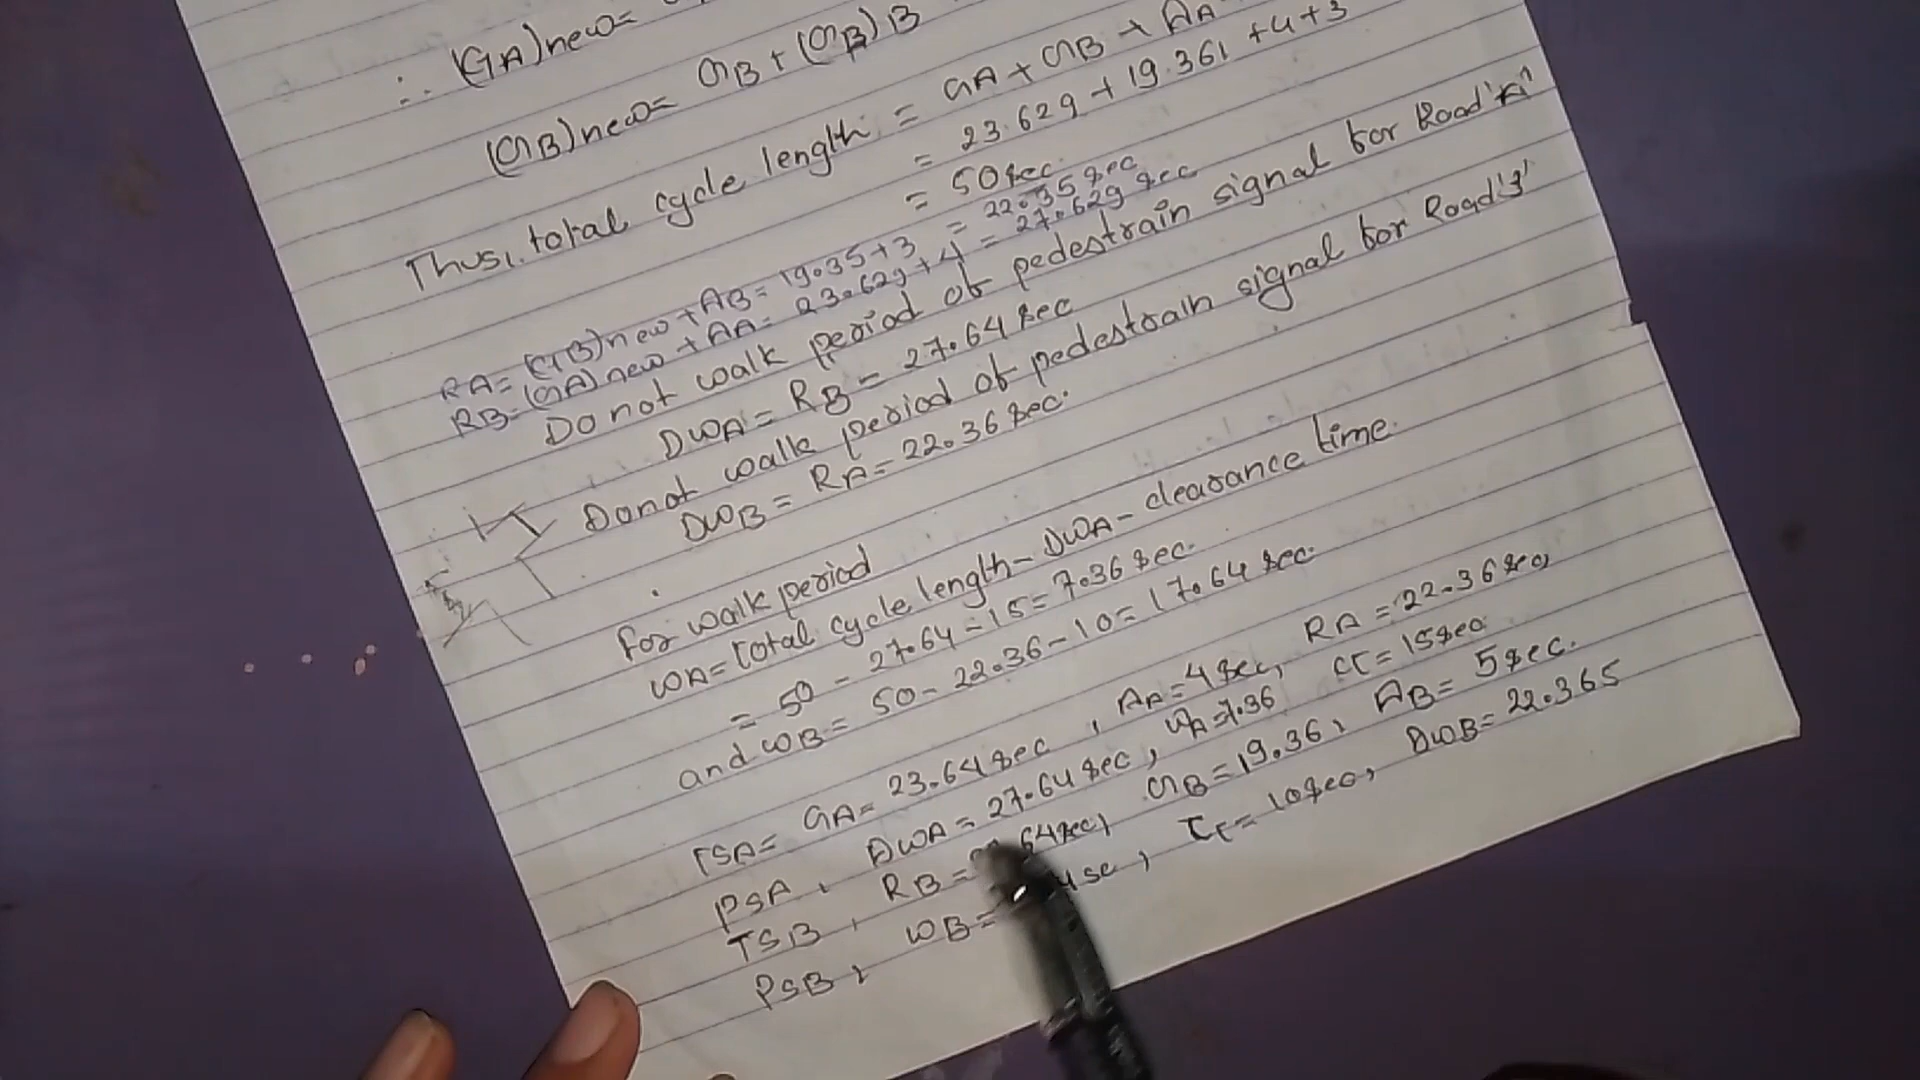 ∴ (GA)new=
(GB)new= GB + (GB)B
Thus, total cycle length = GA + GB + AA
= 23.629 + 19.361 + 4 + 3
= 50 sec
RA= (GB)new + AB = 19.35+3 = 22.35 sec
RB= (GA)new + AA= 23.629 + 4 = 27.629 sec
Do not walk period of pedestrain signal for Road 'A'
DWA = RB = 27.64 sec
Donot walk period of pedestrain signal for Road 'B'
DWB = RA = 22.36 sec.
for walk period
WA= Total cycle length - DWA - clearance time
= 50 - 27.64 - 15 = 7.36 sec.
and WB= 50 - 22.36 - 10 = 17.64 sec.
TSA= GA= 23.64 sec, AA=4 sec, RA = 22.36 sec,
PSA, DWA = 27.64 sec, WA=7.36 CT= 15 sec.
TSB, RB= 64sec, GB = 19.36, AB= 5 sec.
PSB, WB= CT= 10sec, DWB= 22.365